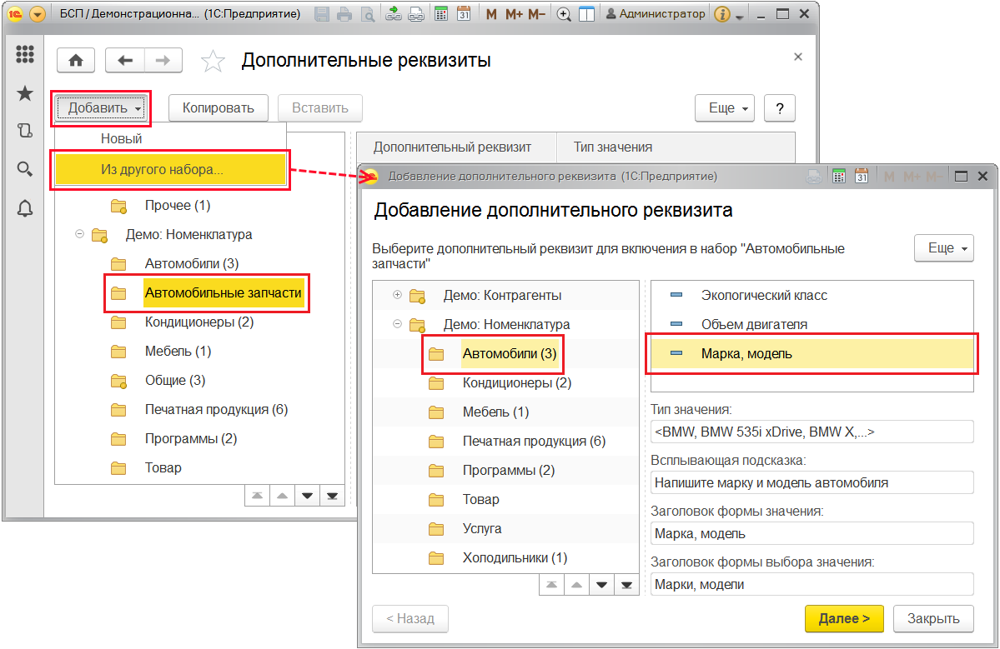 БСП / Демонстрационна... (1С:Предприятие)
M M+ M-
Администратор
Дополнительные реквизиты
Добавить
Копировать
Вставить
Еще
?
Новый
Из другого набора...
Дополнительный реквизит
Тип значения
Прочее (1)
Демо: Номенклатура
Автомобили (3)
Автомобильные запчасти
Кондиционеры (2)
Мебель (1)
Общие (3)
Печатная продукция (6)
Программы (2)
Товар
Добавление дополнительного реквизита (1С:Предприятие)
M M+ M-
Добавление дополнительного реквизита
Выберите дополнительный реквизит для включения в набор "Автомобильные
запчасти"
Еще
Демо: Контрагенты
Демо: Номенклатура
Автомобили (3)
Кондиционеры (2)
Мебель (1)
Печатная продукция (6)
Программы (2)
Товар
Услуга
Холодильники (1)
Экологический класс
Объем двигателя
Марка, модель
Тип значения:
<BMW, BMW 535i xDrive, BMW X,...>
Всплывающая подсказка:
Напишите марку и модель автомобиля
Заголовок формы значения:
Марка, модель
Заголовок формы выбора значения:
Марки, модели
< Назад
Далее >
Закрыть